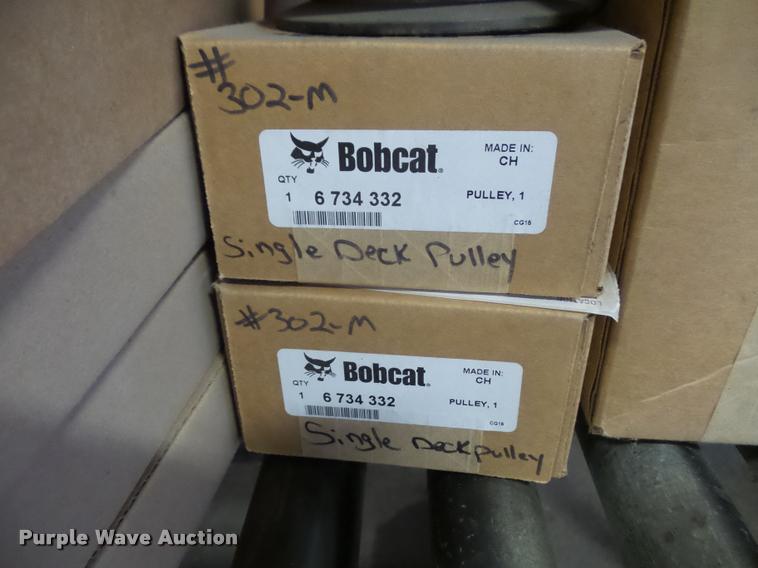 #
302-M
Bobcat.
MADE IN:
CH
QTY
1 6 734 332
PULLEY, 1
CG16
Single Deck Pulley
#302-M
Bobcat.
MADE IN:
CH
QTY
1 6 734 332
PULLEY, 1
CG16
Single Deck pulley
Purple Wave Auction